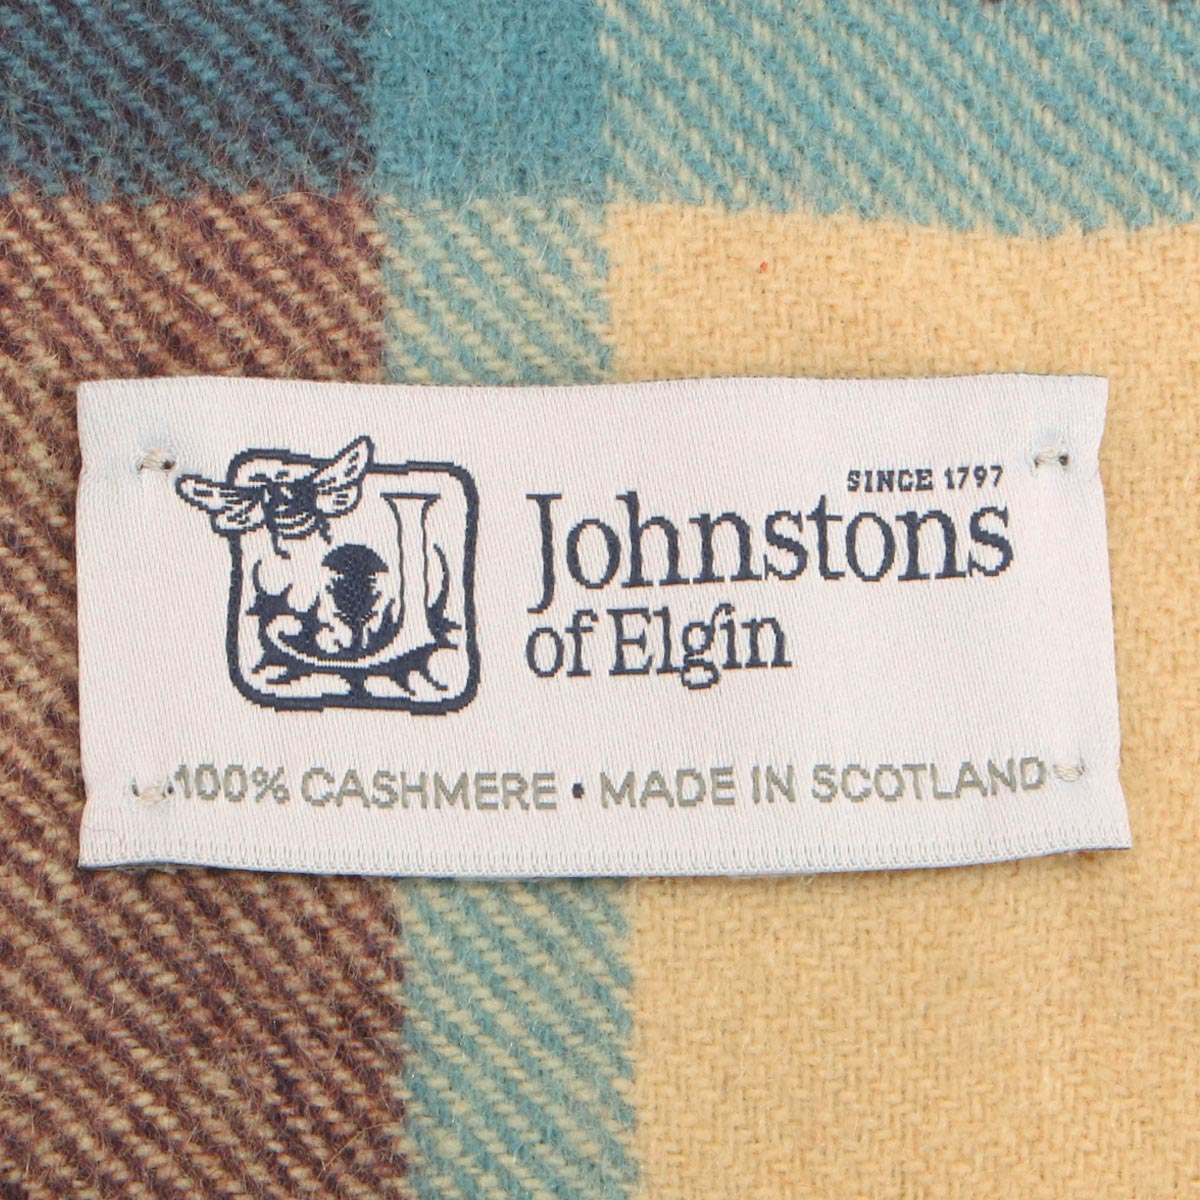 SINCE 1797
Johnstons
of Elgin
100% CASHMERE • MADE IN SCOTLAND